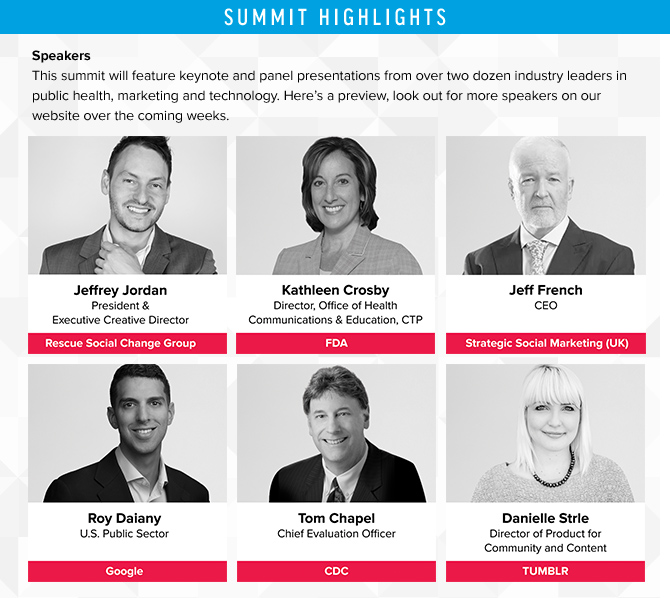 SUMMIT HIGHLIGHTS
Speakers
This summit will feature keynote and panel presentations from over two dozen industry leaders in
public health, marketing and technology. Here's a preview, look out for more speakers on our
website over the coming weeks.
Jeffrey Jordan
President &
Executive Creative Director
Rescue Social Change Group
Kathleen Crosby
Director, Office of Health
Communications & Education, CTP
FDA
Jeff French
CEO
Strategic Social Marketing (UK)
Roy Daiany
U.S. Public Sector
Google
Tom Chapel
Chief Evaluation Officer
CDC
Danielle Strle
Director of Product for
Community and Content
TUMBLR